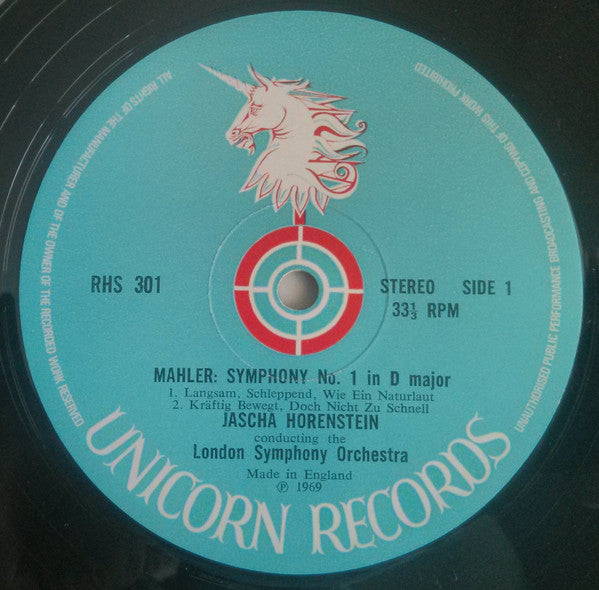 ALL RIGHTS OF THE MANUFACTURER AND OF THE OWNER OF THE RECORDED WORK RESERVED
UNAUTHORISED PUBLIC PERFORMANCE BROADCASTING AND COPYING OF THIS WORK PROHIBITED
RHS 301
STEREO SIDE 1
33⅓ RPM
MAHLER: SYMPHONY No. 1 in D major
1. Langsam, Schleppend, Wie Ein Naturlaut
2. Kräftig Bewegt, Doch Nicht Zu Schnell
JASCHA HORENSTEIN
conducting the
London Symphony Orchestra
Made in England
℗ 1969
UNICORN RECORDS